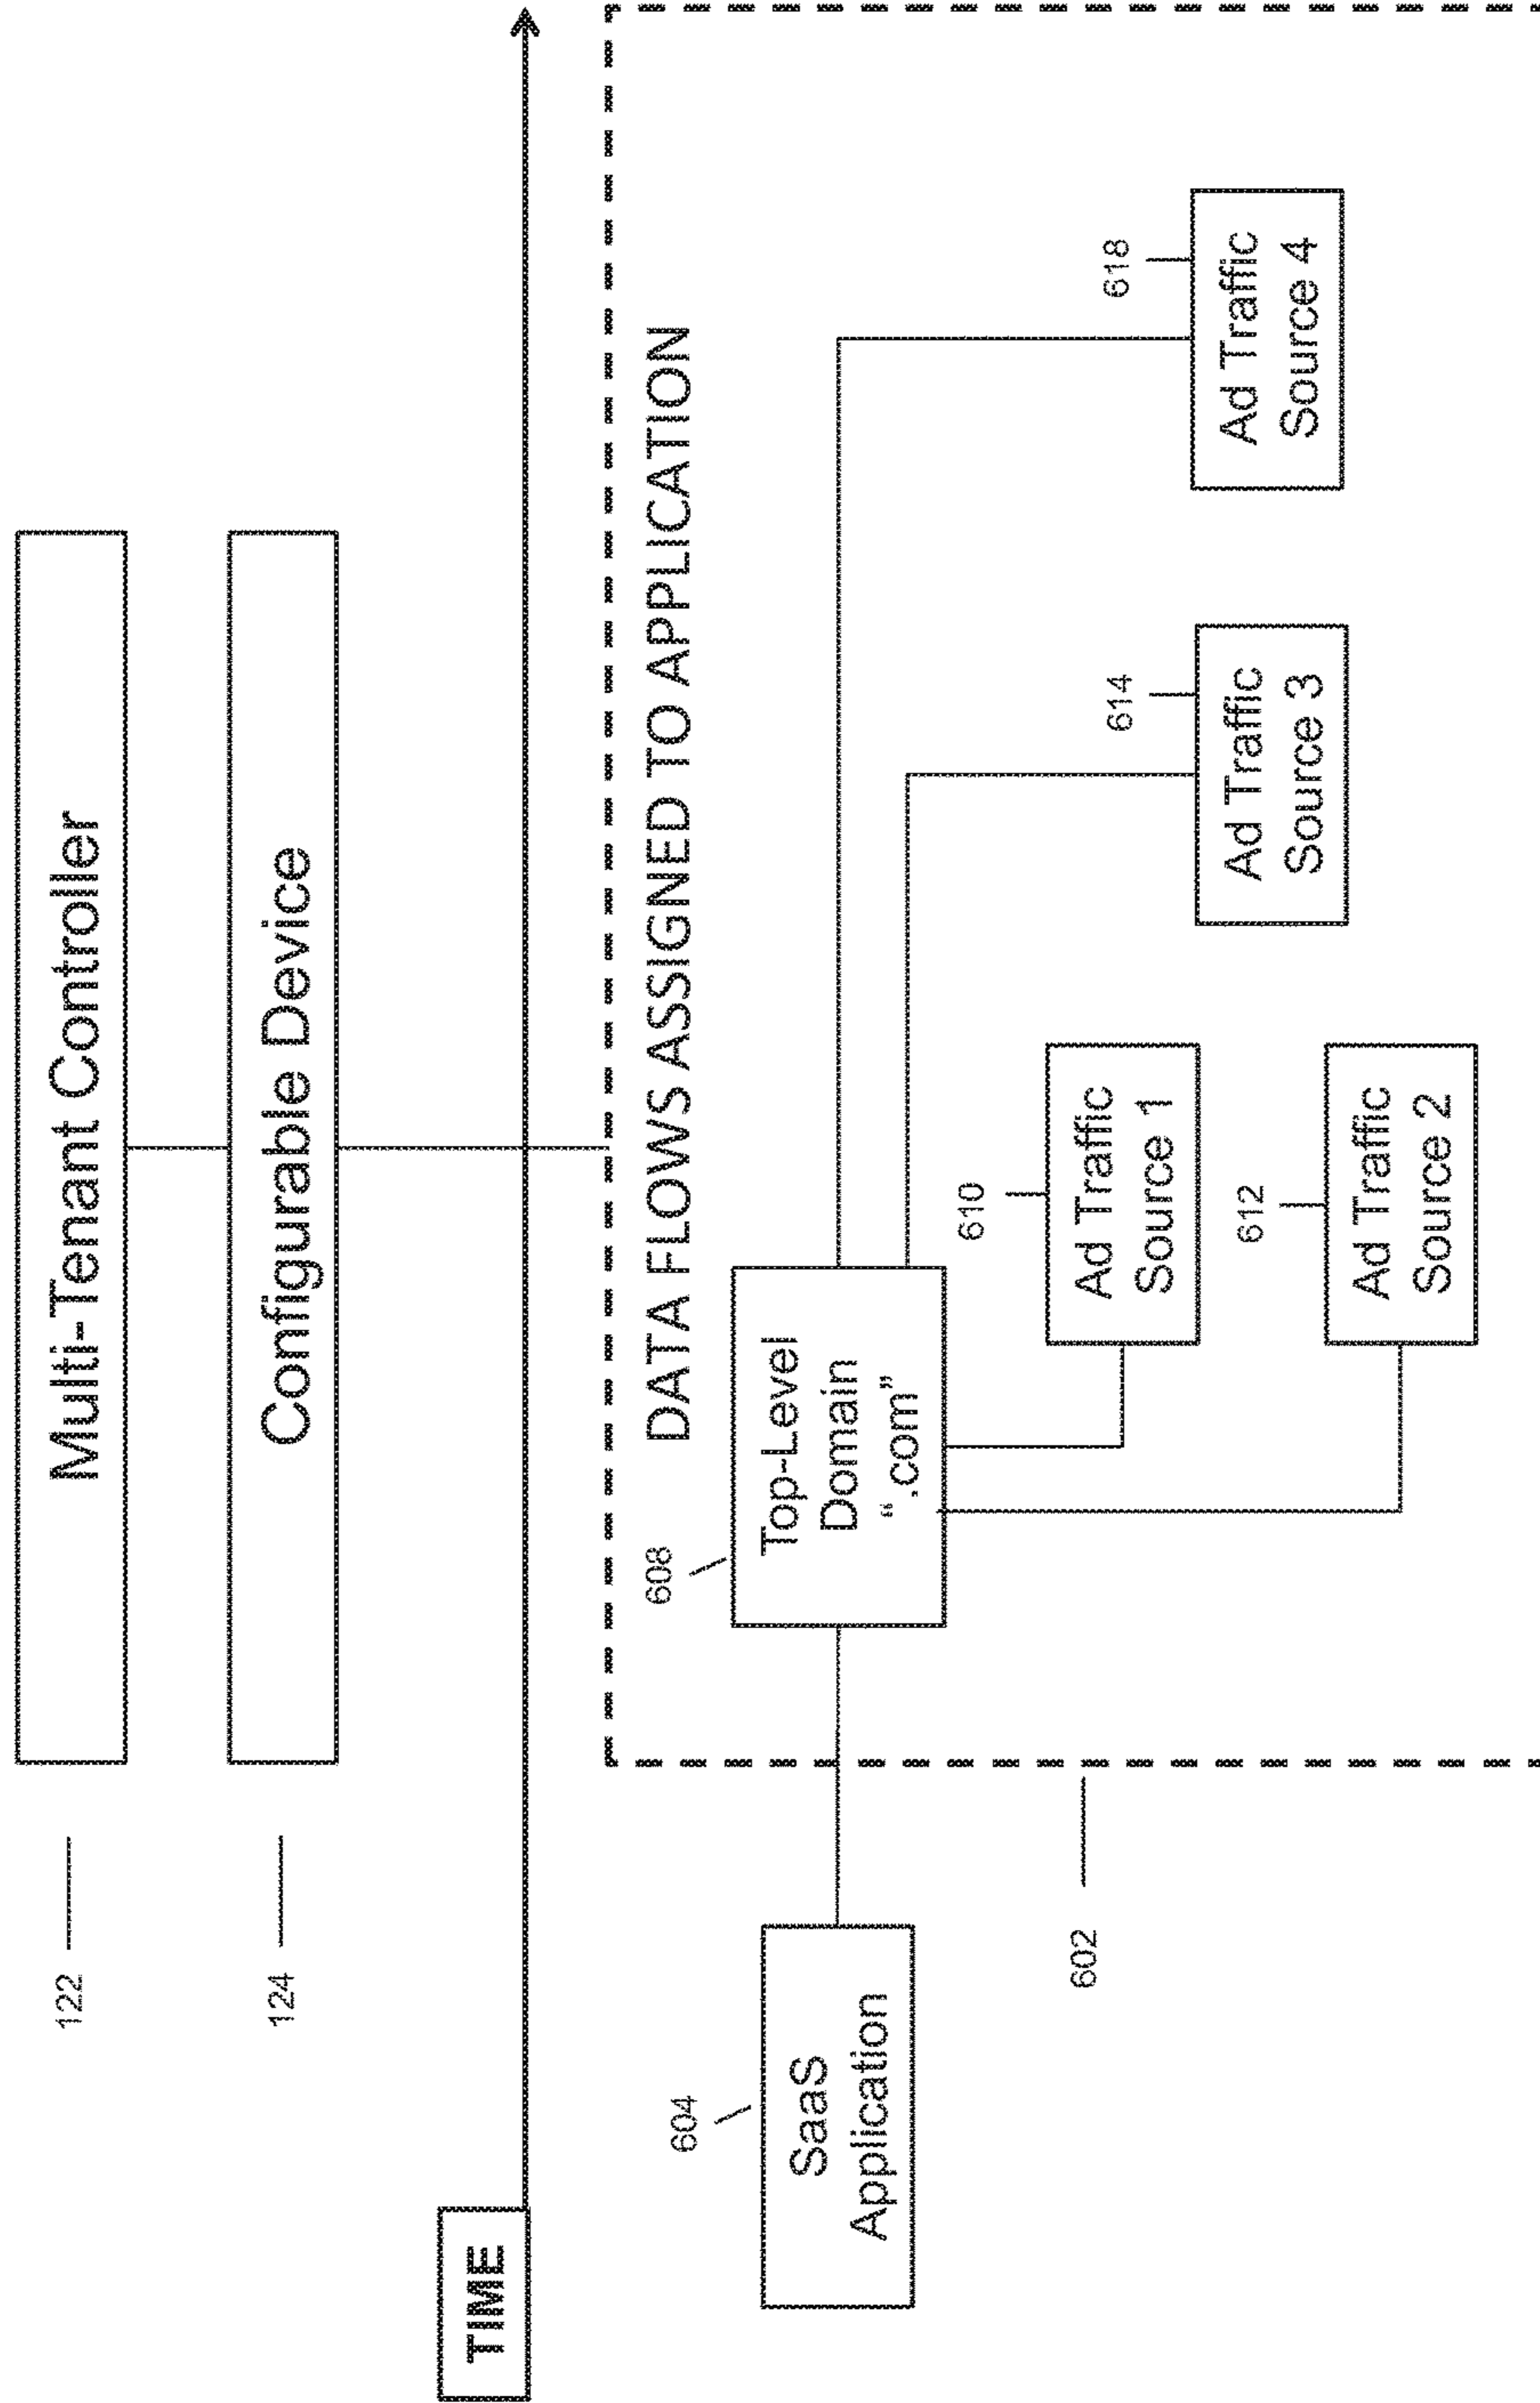 122
Multi-Tenant Controller
124
Configurable Device
TIME
DATA FLOWS ASSIGNED TO APPLICATION
604
SaaS
Application
608
Top-Level
Domain
“.com”
602
610
Ad Traffic
Source 1
612
Ad Traffic
Source 2
614
Ad Traffic
Source 3
618
Ad Traffic
Source 4